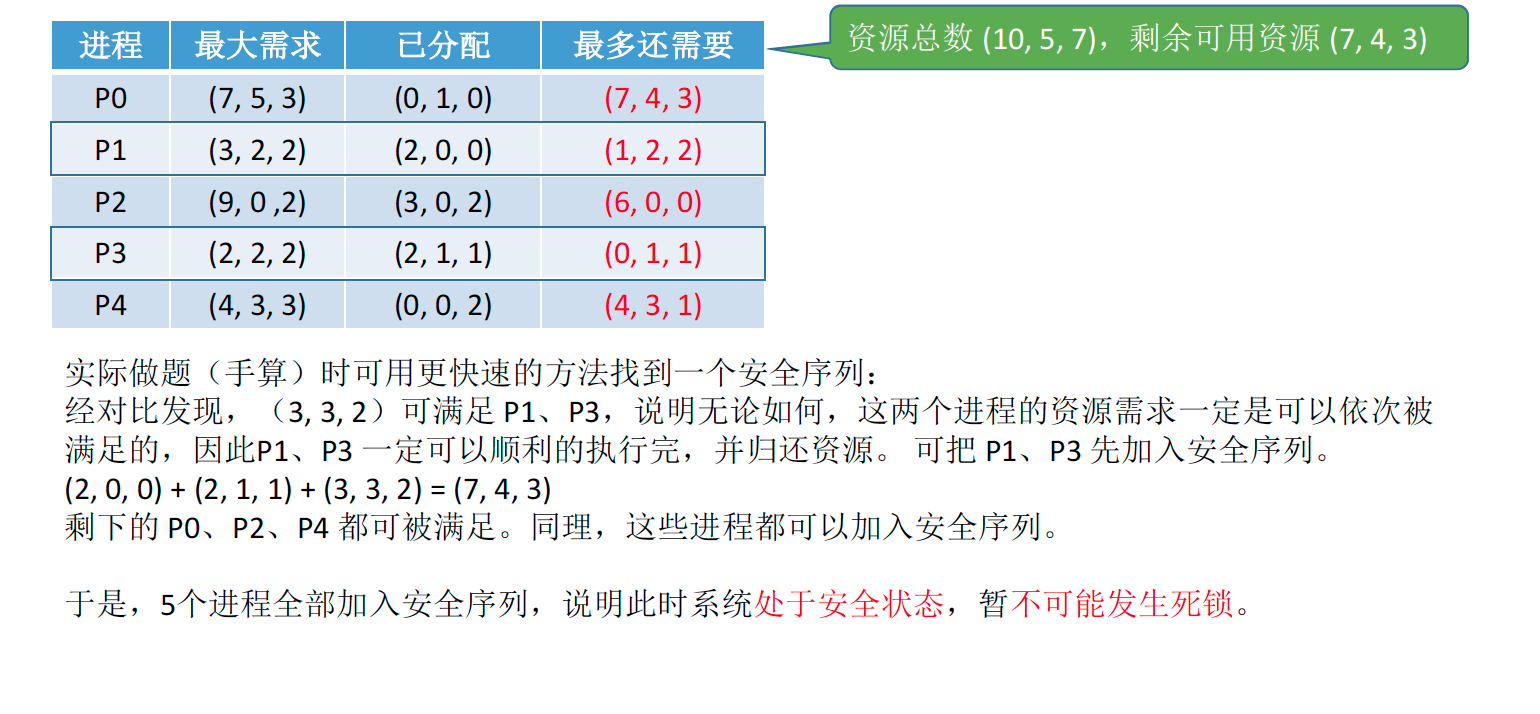 进程 最大需求 已分配 最多还需要
资源总数 (10, 5, 7)，剩余可用资源 (7, 4, 3)
P0 (7, 5, 3) (0, 1, 0) (7, 4, 3)
P1 (3, 2, 2) (2, 0, 0) (1, 2, 2)
P2 (9, 0 ,2) (3, 0, 2) (6, 0, 0)
P3 (2, 2, 2) (2, 1, 1) (0, 1, 1)
P4 (4, 3, 3) (0, 0, 2) (4, 3, 1)
实际做题（手算）时可用更快速的方法找到一个安全序列：
经对比发现，（3, 3, 2）可满足 P1、P3，说明无论如何，这两个进程的资源需求一定是可以依次被
满足的，因此P1、P3 一定可以顺利的执行完，并归还资源。 可把 P1、P3 先加入安全序列。
(2, 0, 0) + (2, 1, 1) + (3, 3, 2) = (7, 4, 3)
剩下的 P0、P2、P4 都可被满足。同理，这些进程都可以加入安全序列。
于是，5个进程全部加入安全序列，说明此时系统处于安全状态，暂不可能发生死锁。